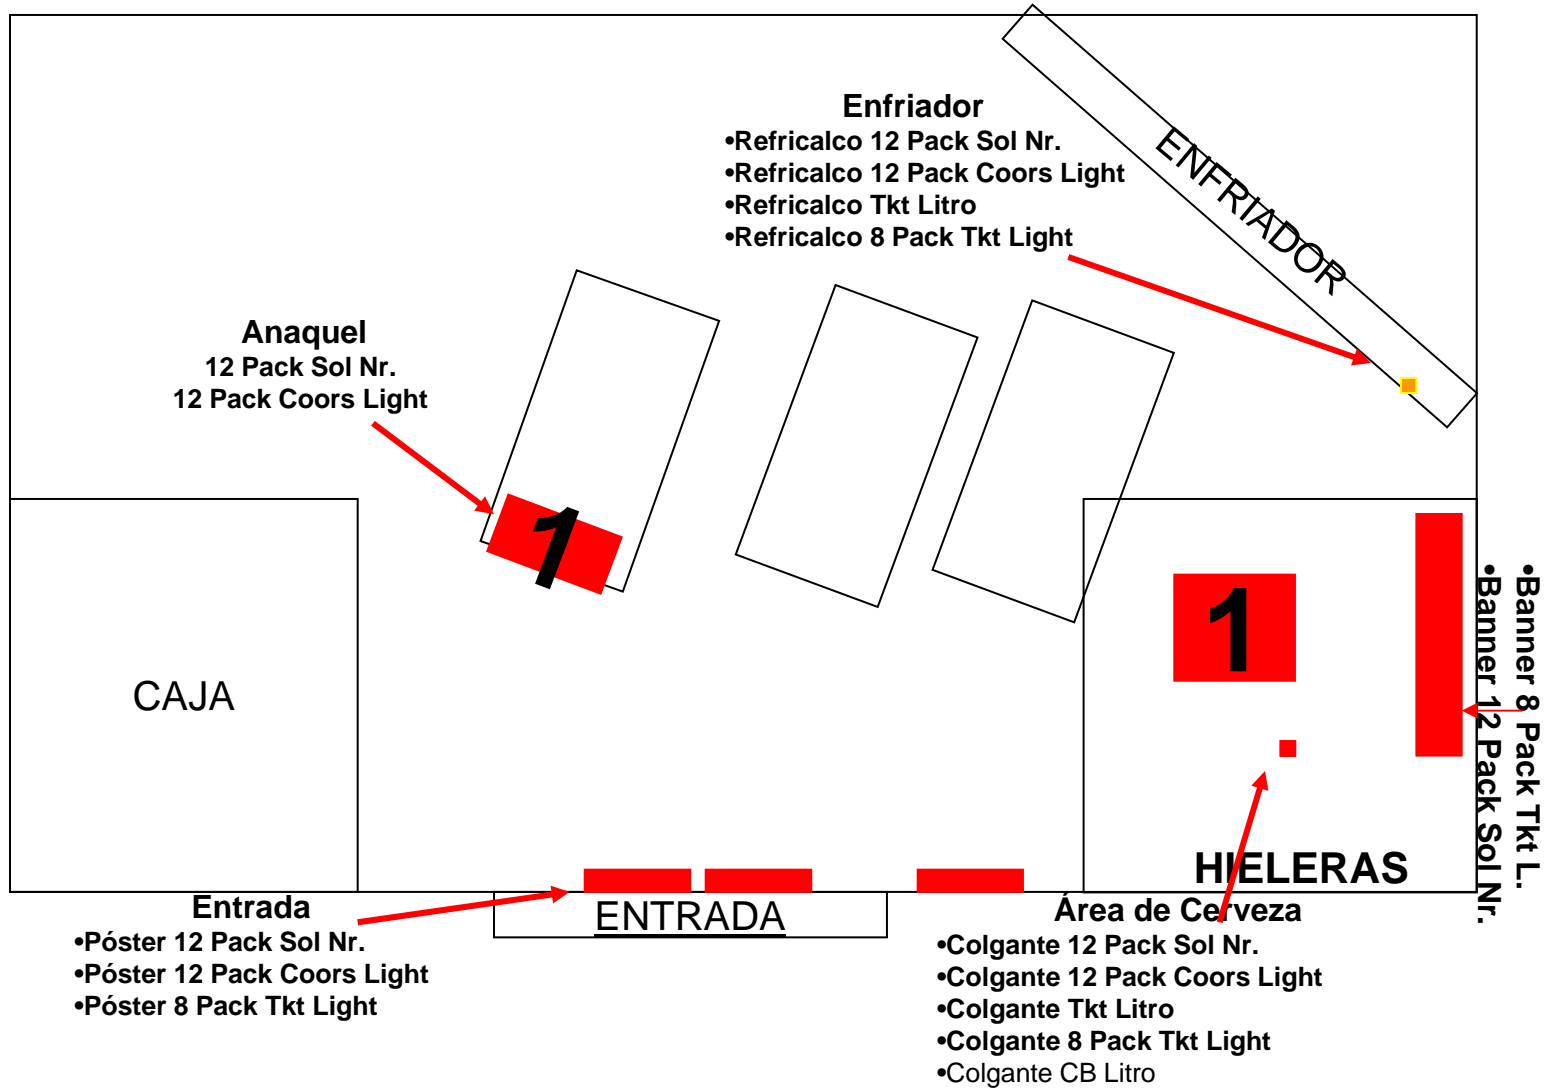 Enfriador
•Refricalco 12 Pack Sol Nr.
•Refricalco 12 Pack Coors Light
•Refricalco Tkt Litro
•Refricalco 8 Pack Tkt Light
ENFRIADOR
Anaquel
12 Pack Sol Nr.
12 Pack Coors Light
1
1
•Banner 8 Pack Tkt L.
•Banner 12 Pack Sol Nr.
CAJA
HIELERAS
ENTRADA
Entrada
•Póster 12 Pack Sol Nr.
•Póster 12 Pack Coors Light
•Póster 8 Pack Tkt Light
Área de Cerveza
•Colgante 12 Pack Sol Nr.
•Colgante 12 Pack Coors Light
•Colgante Tkt Litro
•Colgante 8 Pack Tkt Light
•Colgante CB Litro